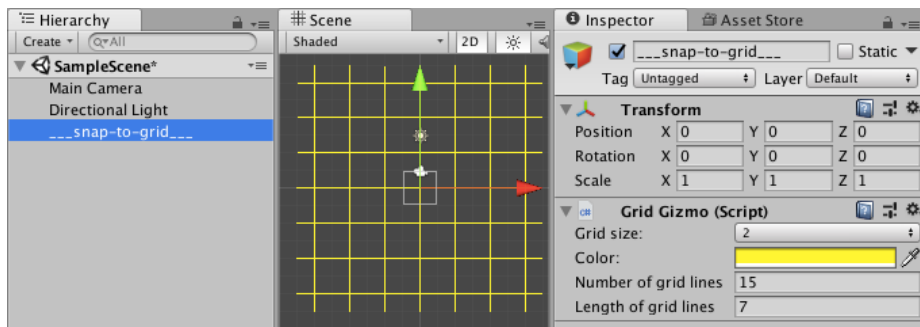 Hierarchy
Create
Q▾All
SampleScene*
Main Camera
Directional Light
___snap-to-grid___
# Scene
Shaded
2D
Inspector
Asset Store
___snap-to-grid___
Static
Tag Untagged
Layer Default
Transform
Position X 0 Y 0 Z 0
Rotation X 0 Y 0 Z 0
Scale X 1 Y 1 Z 1
C#
Grid Gizmo (Script)
Grid size: 2
Color:
Number of grid lines 15
Length of grid lines 7